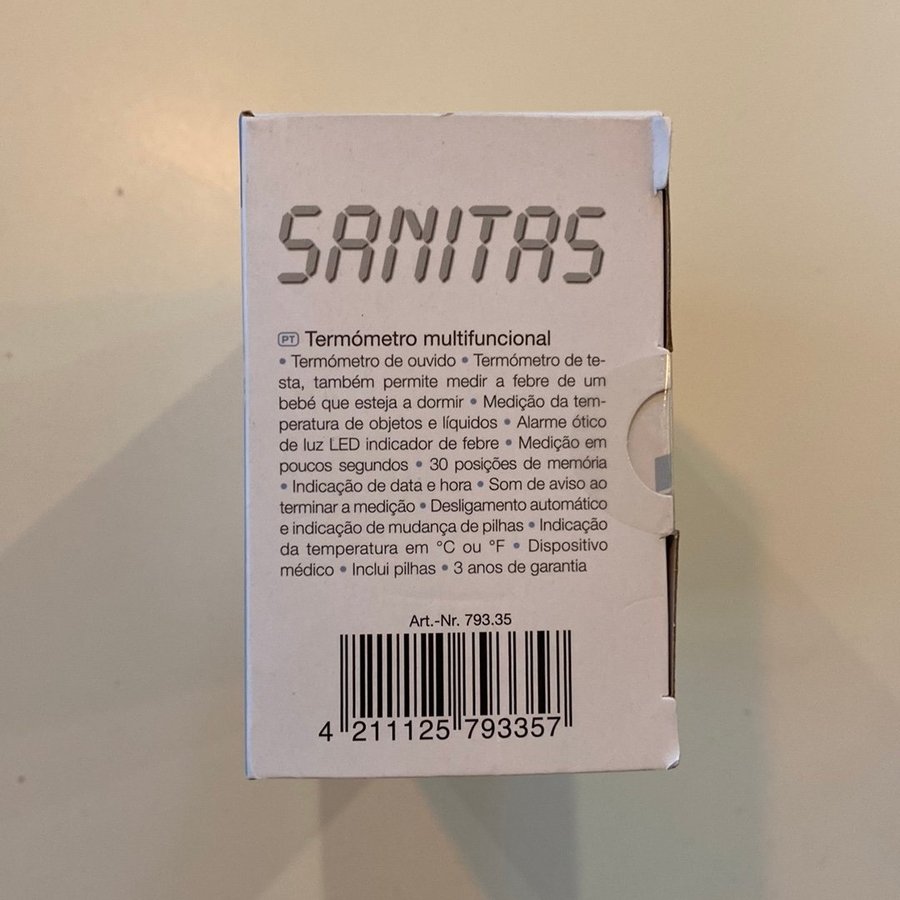 SANITAS
PT Termómetro multifuncional
• Termómetro de ouvido • Termómetro de te-
sta, também permite medir a febre de um
bebé que esteja a dormir • Medição da tem-
peratura de objetos e líquidos • Alarme ótico
de luz LED indicador de febre • Medição em
poucos segundos • 30 posições de memória
• Indicação de data e hora • Som de aviso ao
terminar a medição • Desligamento automático
e indicação de mudança de pilhas • Indicação
da temperatura em °C ou °F • Dispositivo
médico • Inclui pilhas • 3 anos de garantia
Art.-Nr. 793.35
4 211125 793357